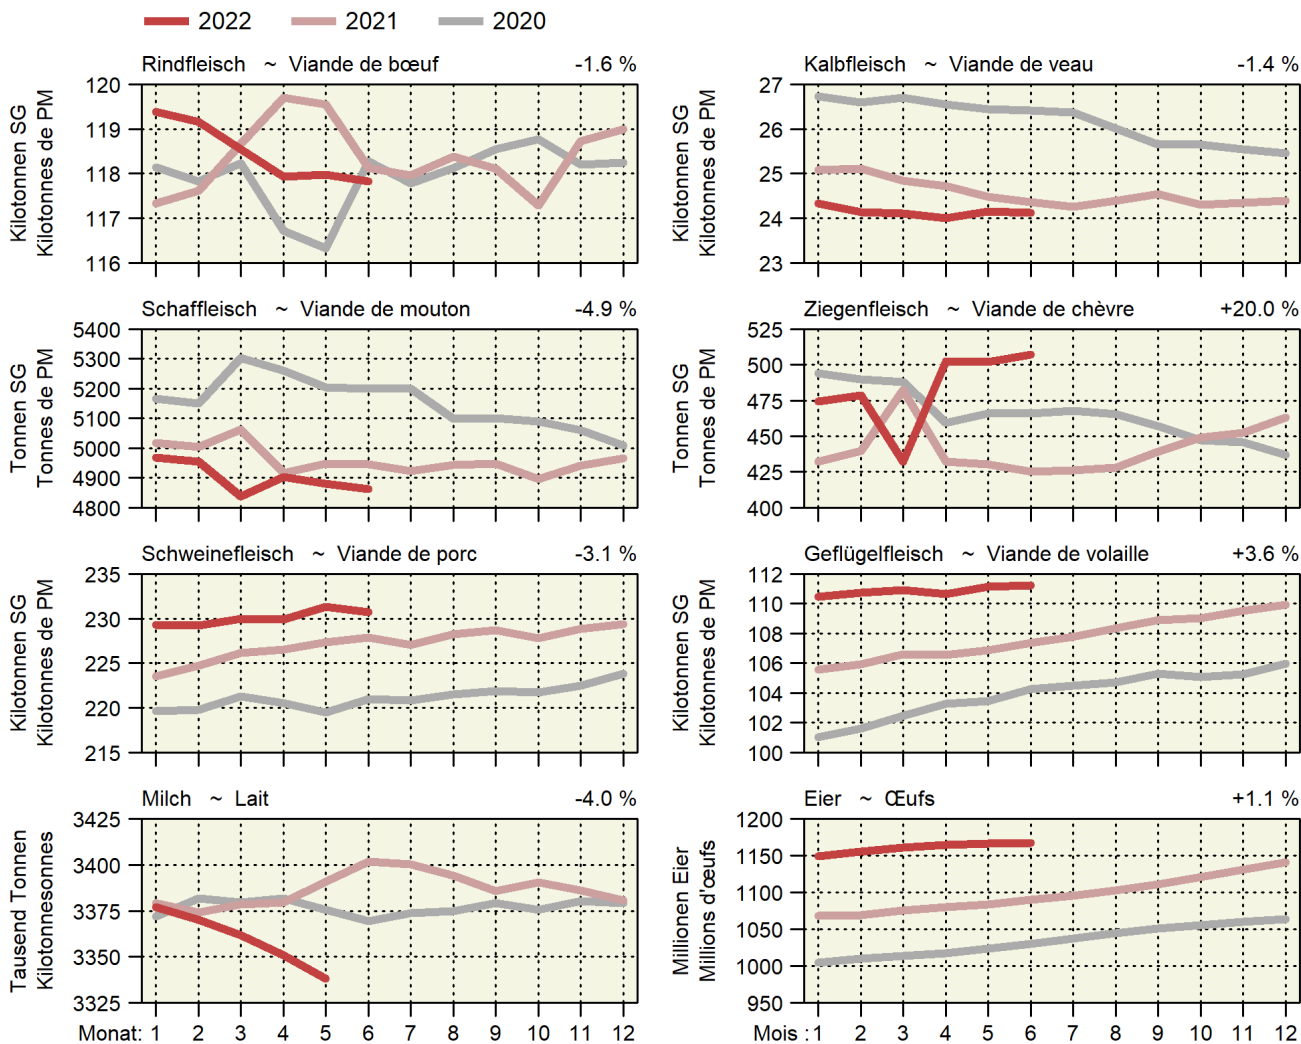 2022 2021 2020
Rindfleisch ~ Viande de bœuf -1.6 %
Kilotonnen SG
Kilotonnes de PM
120
119
118
117
116
Kalbfleisch ~ Viande de veau -1.4 %
Kilotonnen SG
Kilotonnes de PM
27
26
25
24
23
Schaffleisch ~ Viande de mouton -4.9 %
Tonnen SG
Tonnes de PM
5400
5300
5200
5100
5000
4900
4800
Ziegenfleisch ~ Viande de chèvre +20.0 %
Tonnen SG
Tonnes de PM
525
500
475
450
425
400
Schweinefleisch ~ Viande de porc -3.1 %
Kilotonnen SG
Kilotonnes de PM
235
230
225
220
215
Geflügelfleisch ~ Viande de volaille +3.6 %
Kilotonnen SG
Kilotonnes de PM
112
110
108
106
104
102
100
Milch ~ Lait -4.0 %
Tausend Tonnen
Kilotonnessonnes
3425
3400
3375
3350
3325
Monat: 1 2 3 4 5 6 7 8 9 10 11 12
Eier ~ Œufs +1.1 %
Millionen Eier
Millions d'œufs
1200
1150
1100
1050
1000
950
Mois : 1 2 3 4 5 6 7 8 9 10 11 12